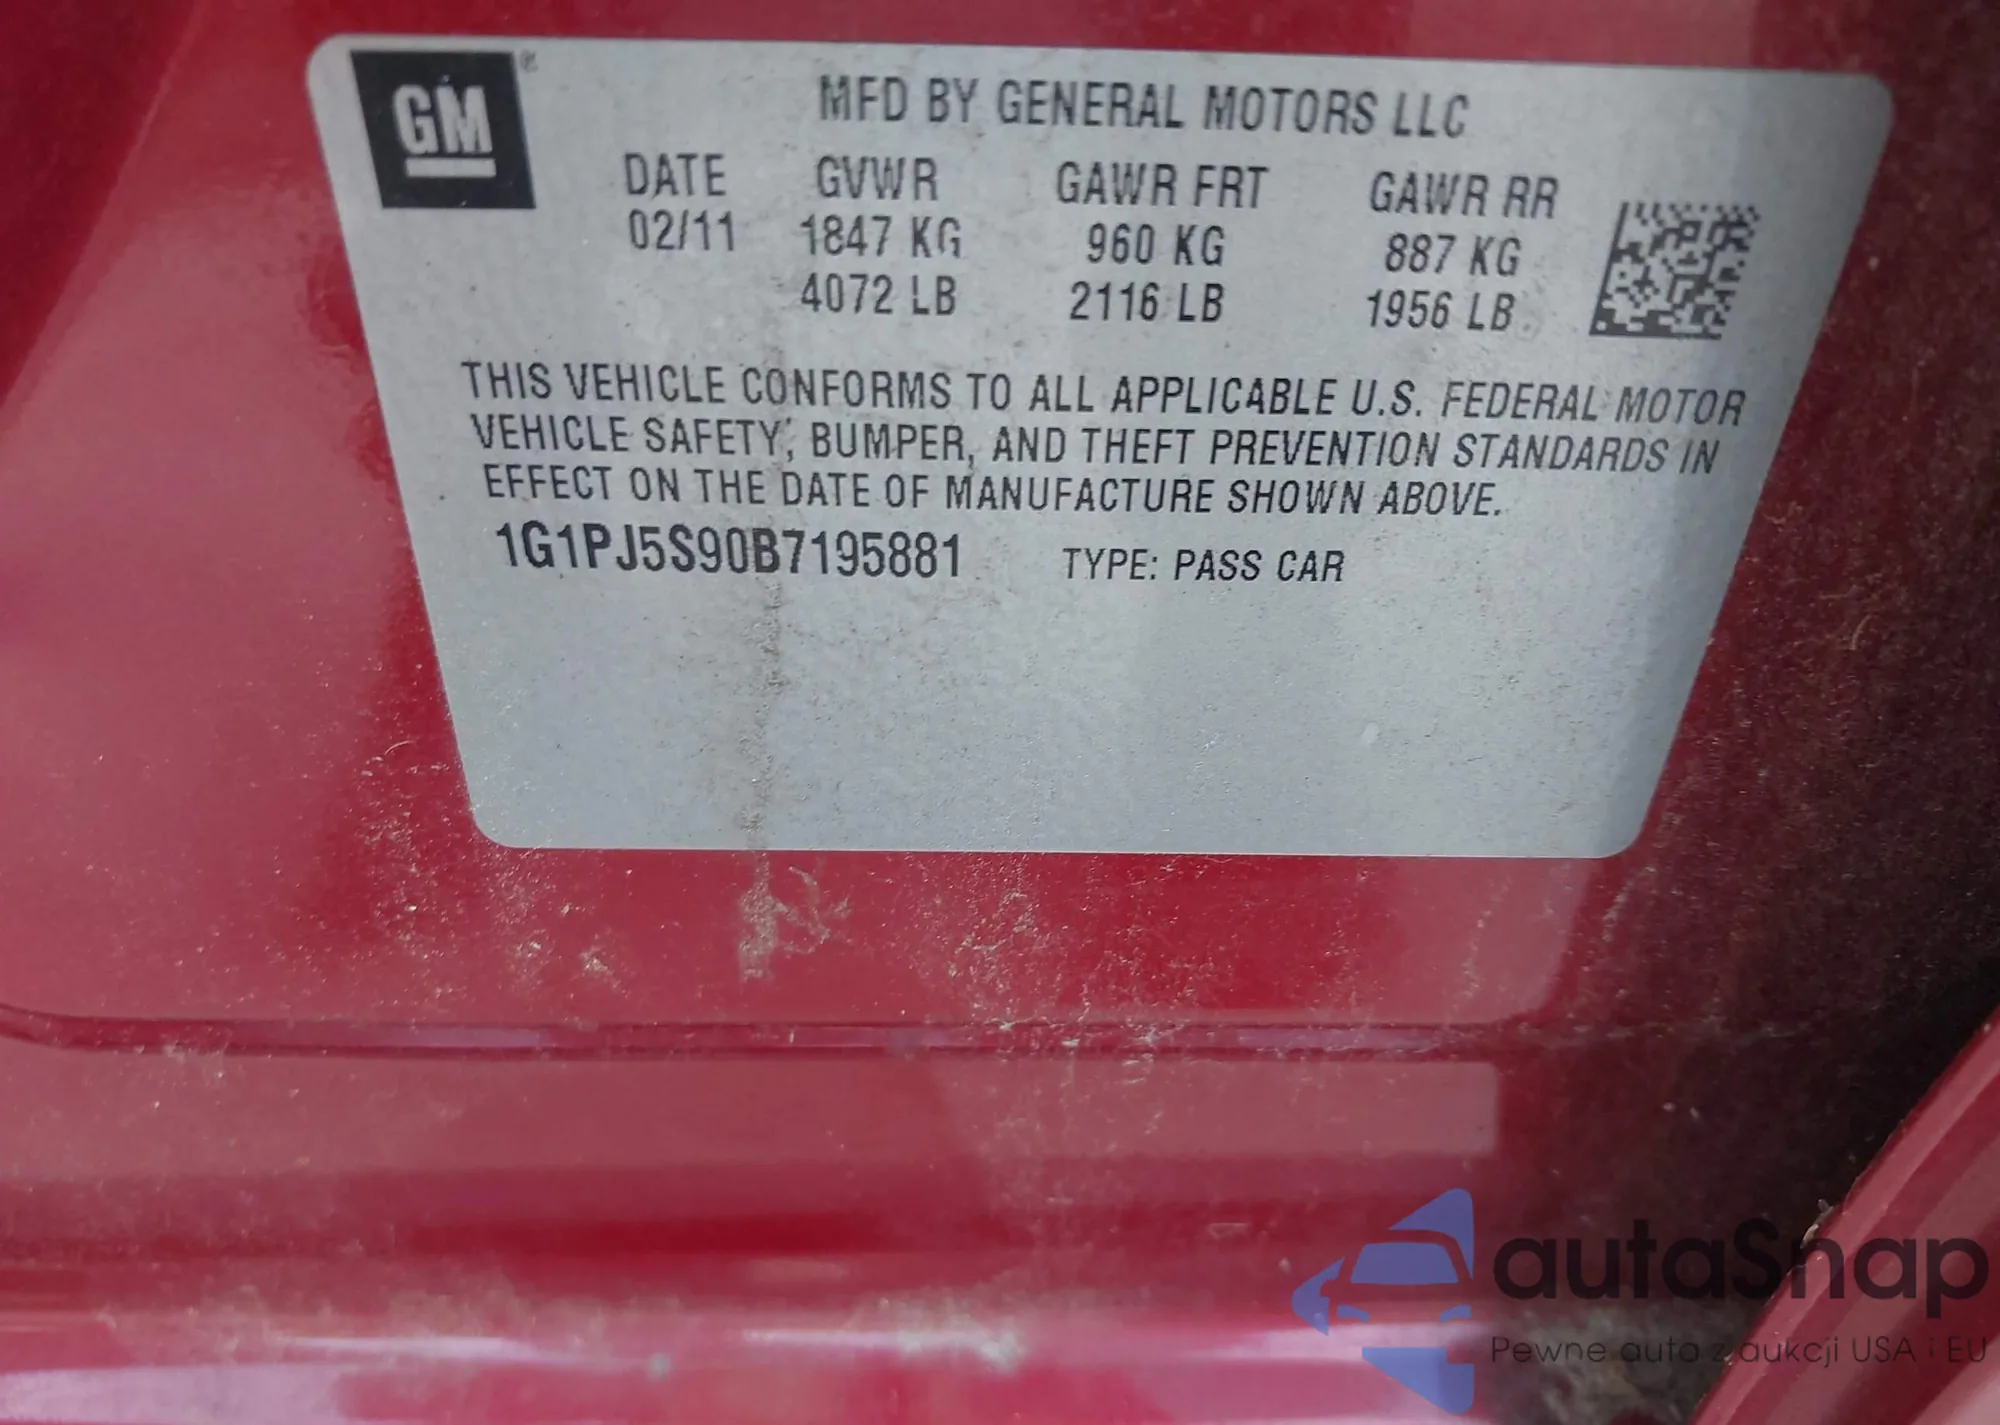 GM
MFD BY GENERAL MOTORS LLC
DATE GVWR GAWR FRT GAWR RR
02/11 1847 KG 960 KG 887 KG
4072 LB 2116 LB 1956 LB
THIS VEHICLE CONFORMS TO ALL APPLICABLE U.S. FEDERAL MOTOR
VEHICLE SAFETY, BUMPER, AND THEFT PREVENTION STANDARDS IN
EFFECT ON THE DATE OF MANUFACTURE SHOWN ABOVE.
1G1PJ5S90B7195881 TYPE: PASS CAR
autaSnap
Pewne auto z aukcji USA i EU